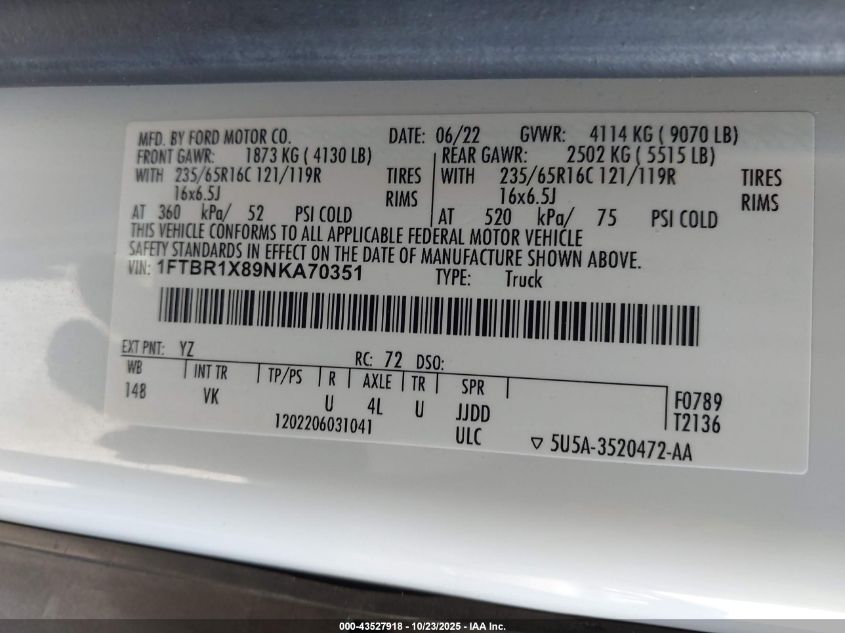 MFD. BY FORD MOTOR CO. DATE: 06/22 GVWR: 4114 KG ( 9070 LB)
FRONT GAWR: 1873 KG ( 4130 LB) REAR GAWR: 2502 KG ( 5515 LB)
WITH 235/65R16C 121/119R TIRES WITH 235/65R16C 121/119R TIRES
16x6.5J RIMS 16x6.5J RIMS
AT 360 kPa/ 52 PSI COLD AT 520 kPa/ 75 PSI COLD
THIS VEHICLE CONFORMS TO ALL APPLICABLE FEDERAL MOTOR VEHICLE
SAFETY STANDARDS IN EFFECT ON THE DATE OF MANUFACTURE SHOWN ABOVE.
VIN: 1FTBR1X89NKA70351 TYPE: Truck
EXT PNT: YZ RC: 72 DSO:
WB INT TR TP/PS R AXLE TR SPR F0789
148 VK U 4L U JJDD T2136
1202206031041 ULC ▽ 5U5A-3520472-AA
000-43527918 - 10/23/2025 - IAA Inc.